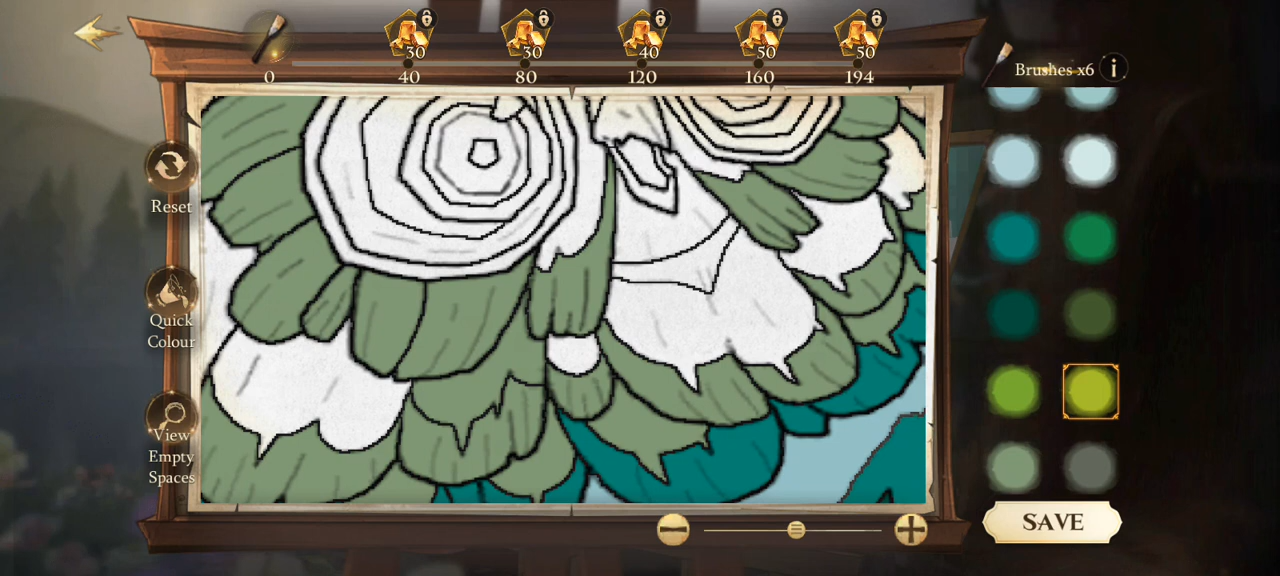 30
30
40
50
50
0
40
80
120
160
194
Brushes x6
i
Reset
Quick
Colour
View
Empty
Spaces
SAVE